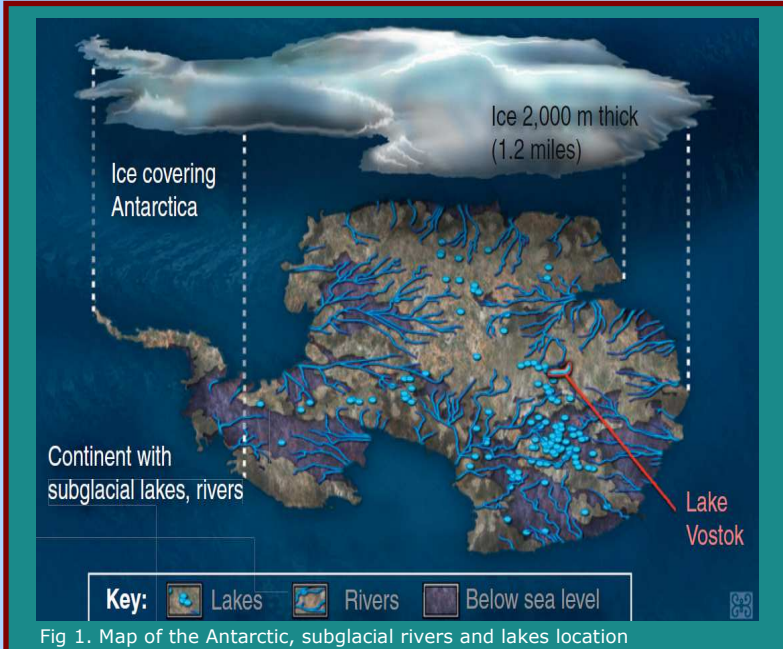 Ice 2,000 m thick
(1.2 miles)
Ice covering
Antarctica
Continent with
subglacial lakes, rivers
Lake
Vostok
Key: Lakes Rivers Below sea level
Fig 1. Map of the Antarctic, subglacial rivers and lakes location